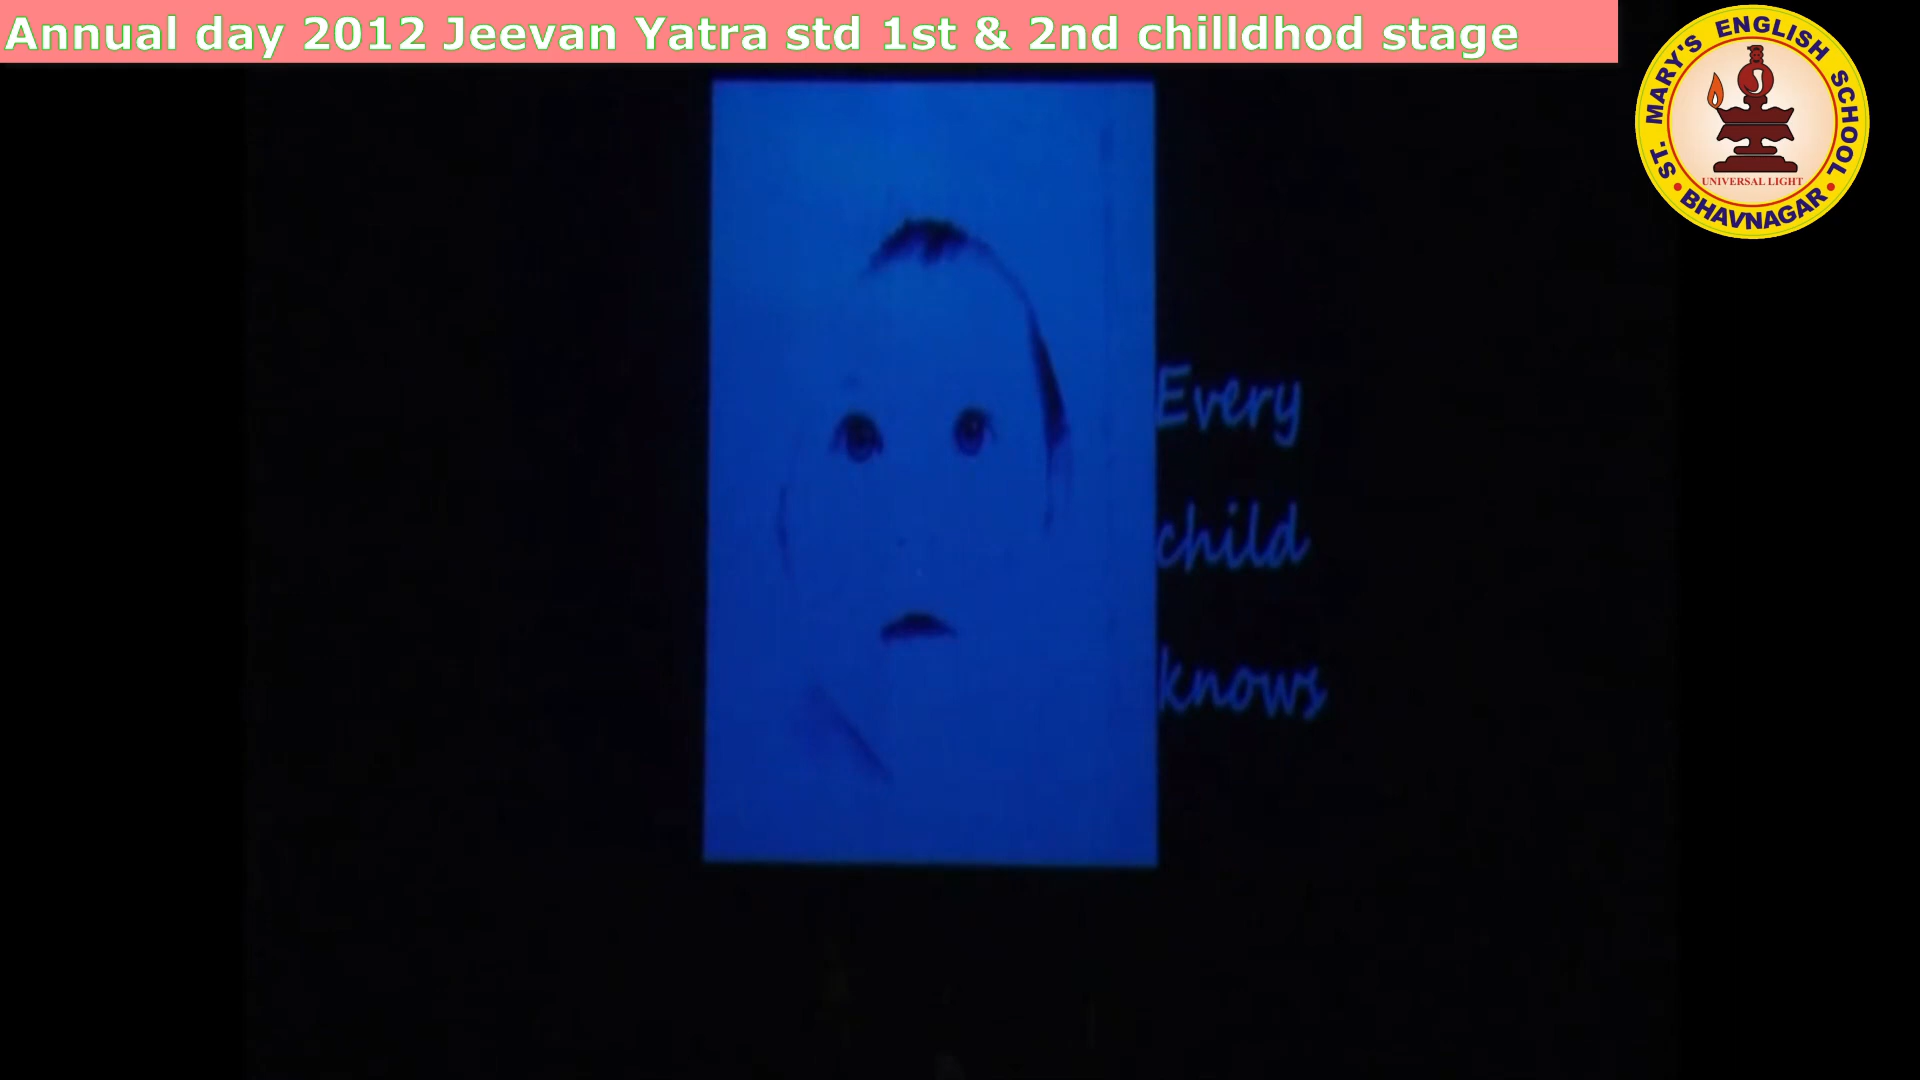 Annual day 2012 Jeevan Yatra std 1st & 2nd chilldhod stage
ST. MARY'S ENGLISH SCHOOL
BHAVNAGAR
UNIVERSAL LIGHT
Every
child
knows